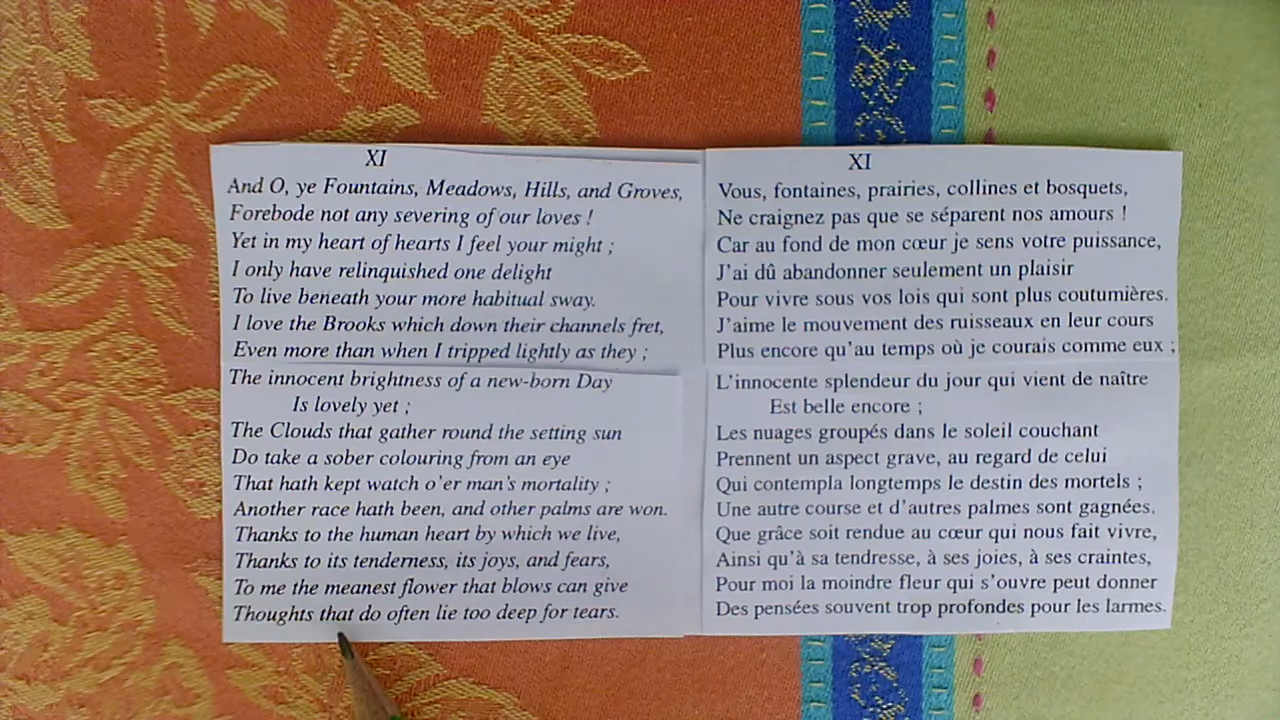 XI
And O, ye Fountains, Meadows, Hills, and Groves,
Forebode not any severing of our loves !
Yet in my heart of hearts I feel your might ;
I only have relinquished one delight
To live beneath your more habitual sway.
I love the Brooks which down their channels fret,
Even more than when I tripped lightly as they ;
The innocent brightness of a new-born Day
Is lovely yet ;
The Clouds that gather round the setting sun
Do take a sober colouring from an eye
That hath kept watch o'er man's mortality ;
Another race hath been, and other palms are won.
Thanks to the human heart by which we live,
Thanks to its tenderness, its joys, and fears,
To me the meanest flower that blows can give
Thoughts that do often lie too deep for tears.
XI
Vous, fontaines, prairies, collines et bosquets,
Ne craignez pas que se séparent nos amours !
Car au fond de mon cœur je sens votre puissance,
J'ai dû abandonner seulement un plaisir
Pour vivre sous vos lois qui sont plus coutumières.
J'aime le mouvement des ruisseaux en leur cours
Plus encore qu'au temps où je courais comme eux ;
L'innocente splendeur du jour qui vient de naître
Est belle encore ;
Les nuages groupés dans le soleil couchant
Prennent un aspect grave, au regard de celui
Qui contempla longtemps le destin des mortels ;
Une autre course et d'autres palmes sont gagnées.
Que grâce soit rendue au cœur qui nous fait vivre,
Ainsi qu'à sa tendresse, à ses joies, à ses craintes,
Pour moi la moindre fleur qui s'ouvre peut donner
Des pensées souvent trop profondes pour les larmes.